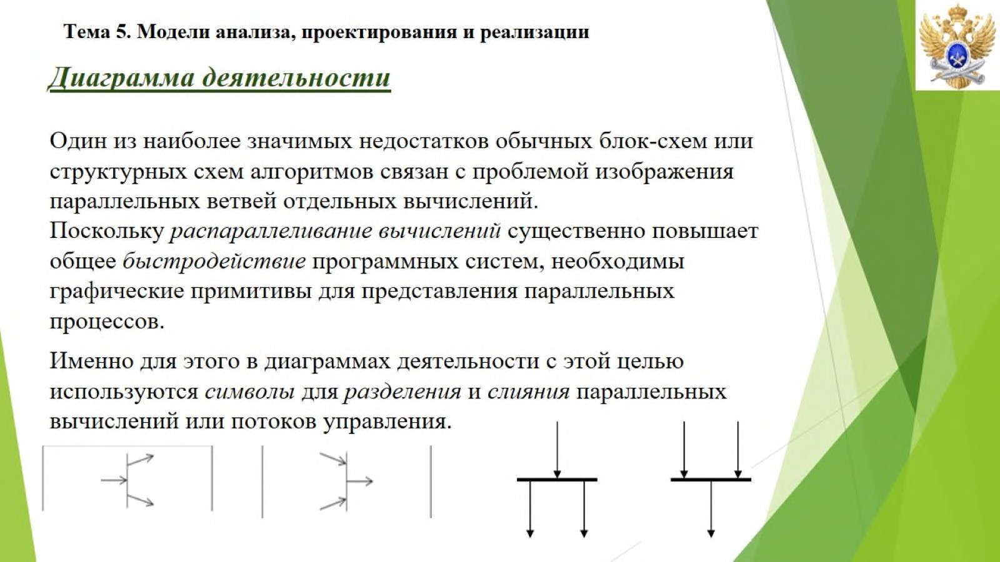 Тема 5. Модели анализа, проектирования и реализации
Диаграмма деятельности
Один из наиболее значимых недостатков обычных блок-схем или
структурных схем алгоритмов связан с проблемой изображения
параллельных ветвей отдельных вычислений.
Поскольку распараллеливание вычислений существенно повышает
общее быстродействие программных систем, необходимы
графические примитивы для представления параллельных
процессов.
Именно для этого в диаграммах деятельности с этой целью
используются символы для разделения и слияния параллельных
вычислений или потоков управления.